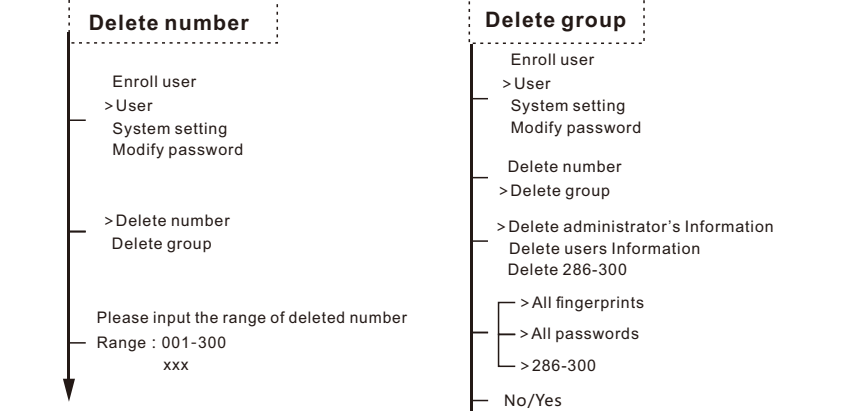 Delete number
Enroll user
>User
System setting
Modify password
>Delete number
Delete group
Please input the range of deleted number
Range : 001-300
xxx
Delete group
Enroll user
>User
System setting
Modify password
Delete number
>Delete group
>Delete administrator's Information
Delete users Information
Delete 286-300
>All fingerprints
>All passwords
>286-300
No/Yes